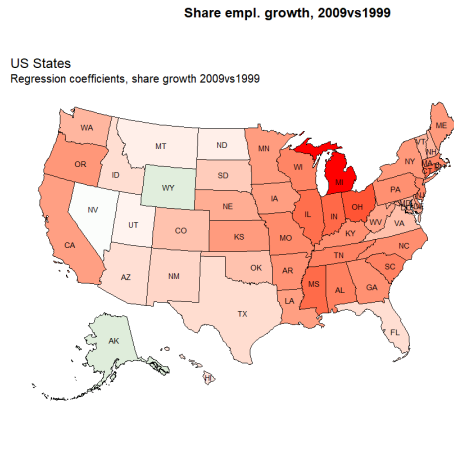 Share empl. growth, 2009vs1999
US States
Regression coefficients, share growth 2009vs1999
WA
MT
ND
MN
ME
VT
NH
OR
ID
SD
WI
MI
NY
MA
CT
WY
NE
IA
PA
NV
UT
CO
IL
IN
OH
WV
VA
CA
KS
MO
KY
AZ
NM
OK
AR
TN
NC
SC
TX
LA
MS
AL
GA
FL
AK
HI